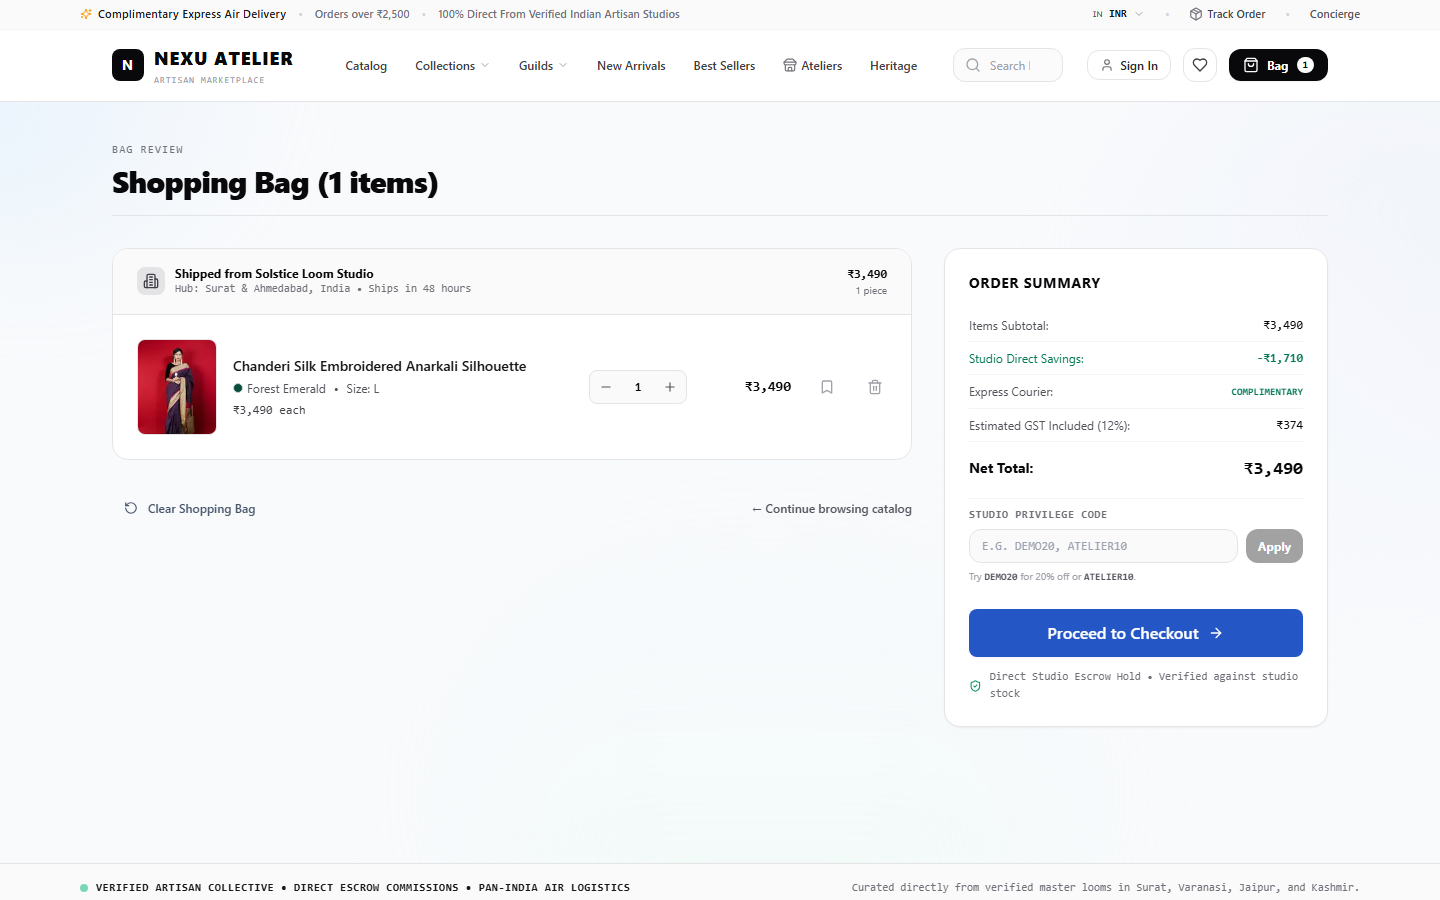 Complimentary Express Air Delivery • Orders over ₹2,500 • 100% Direct From Verified Indian Artisan Studios
IN INR • Track Order • Concierge
N NEXU ATELIER
ARTISAN MARKETPLACE
Catalog Collections Guilds New Arrivals Best Sellers Ateliers Heritage
Search
Sign In
Bag 1
BAG REVIEW
Shopping Bag (1 items)
Shipped from Solstice Loom Studio
Hub: Surat & Ahmedabad, India • Ships in 48 hours
₹3,490
1 piece
Chanderi Silk Embroidered Anarkali Silhouette
Forest Emerald • Size: L
₹3,490 each
− 1 +
₹3,490
Clear Shopping Bag
← Continue browsing catalog
ORDER SUMMARY
Items Subtotal: ₹3,490
Studio Direct Savings: -₹1,710
Express Courier: COMPLIMENTARY
Estimated GST Included (12%): ₹374
Net Total: ₹3,490
STUDIO PRIVILEGE CODE
E.G. DEMO20, ATELIER10
Apply
Try DEMO20 for 20% off or ATELIER10.
Proceed to Checkout →
Direct Studio Escrow Hold • Verified against studio
stock
VERIFIED ARTISAN COLLECTIVE • DIRECT ESCROW COMMISSIONS • PAN-INDIA AIR LOGISTICS
Curated directly from verified master looms in Surat, Varanasi, Jaipur, and Kashmir.